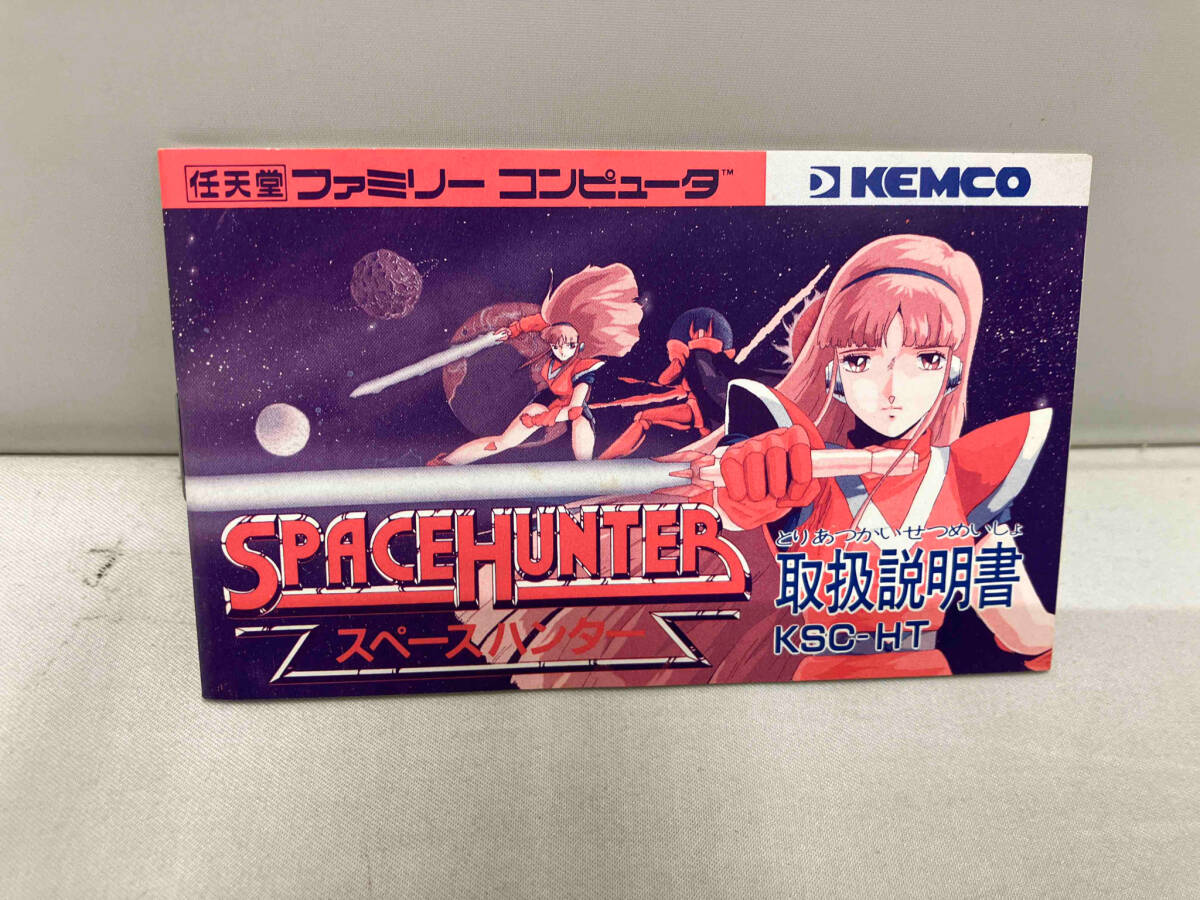 任天堂 ファミリー コンピュータ™
KEMCO
SPACE HUNTER
スペースハンター
とりあつかいせつめいしょ
取扱説明書
KSC-HT